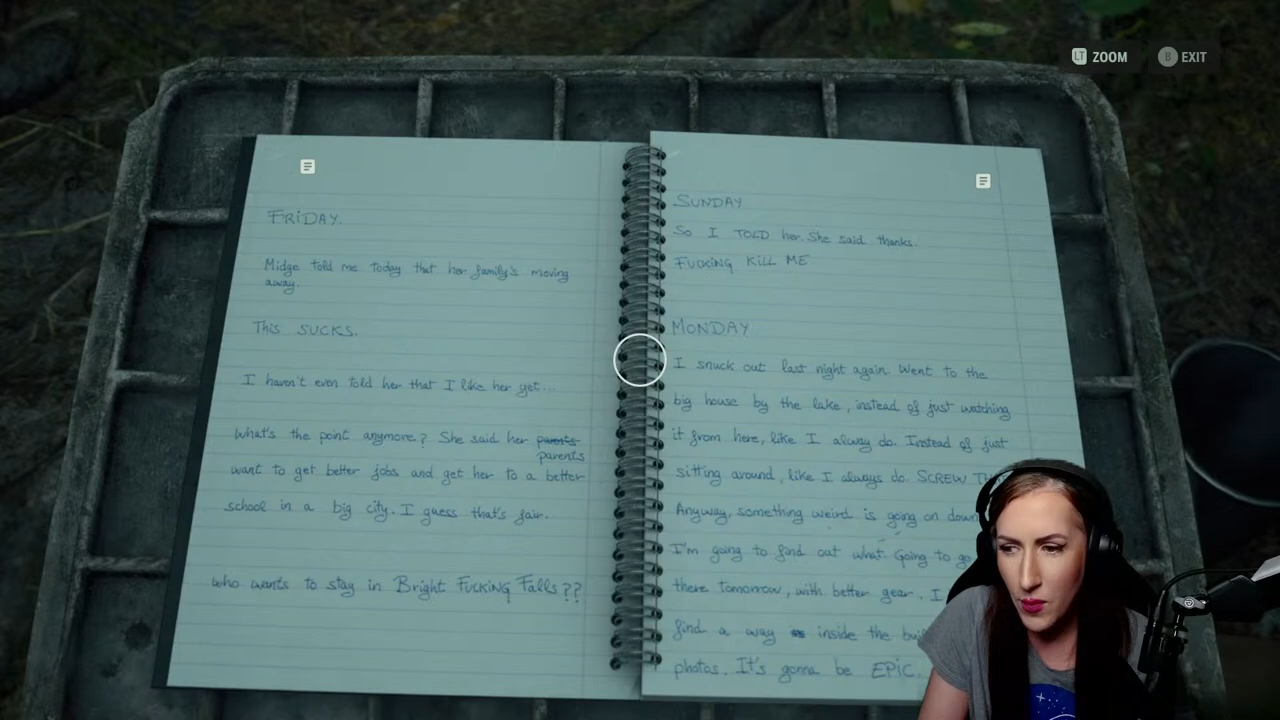 LT ZOOM B EXIT
FRIDAY.
Midge told me today that her family's moving
away.
This SUCKS.
I haven't even told her that I like her yet...
What's the point anymore? She said her parents
parents
want to get better jobs and get her to a better
school in a big city. I guess that's fair.
who wants to stay in Bright FUCKING Falls??
SUNDAY
So I TOLD her. She said thanks.
FUCKING KILL ME
MONDAY
I snuck out last night again. Went to the
big house by the lake, instead of just watching
it from here, like I alway do. Instead of just
sitting around, like I always do. SCREW
Anyway, something weird is going on down
I'm going to find out what. Going to go
there tomorrow, with better gear. I
find a way inside the
photos. It's gonna be EPIC.